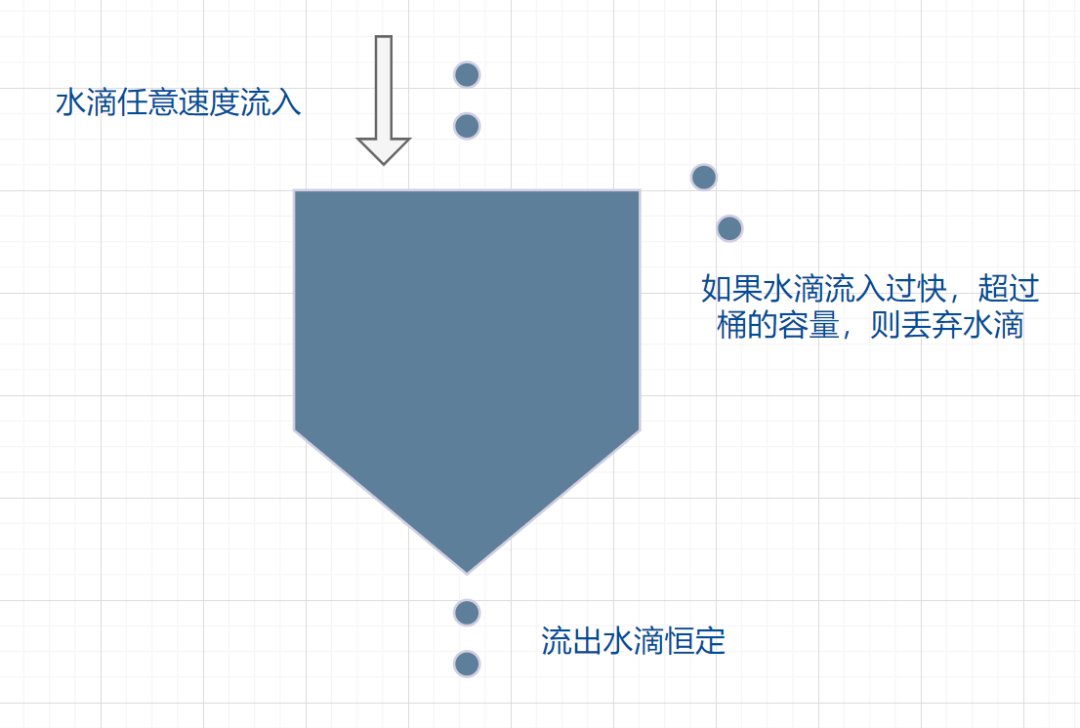 水滴任意速度流入
如果水滴流入过快，超过
桶的容量，则丢弃水滴
流出水滴恒定